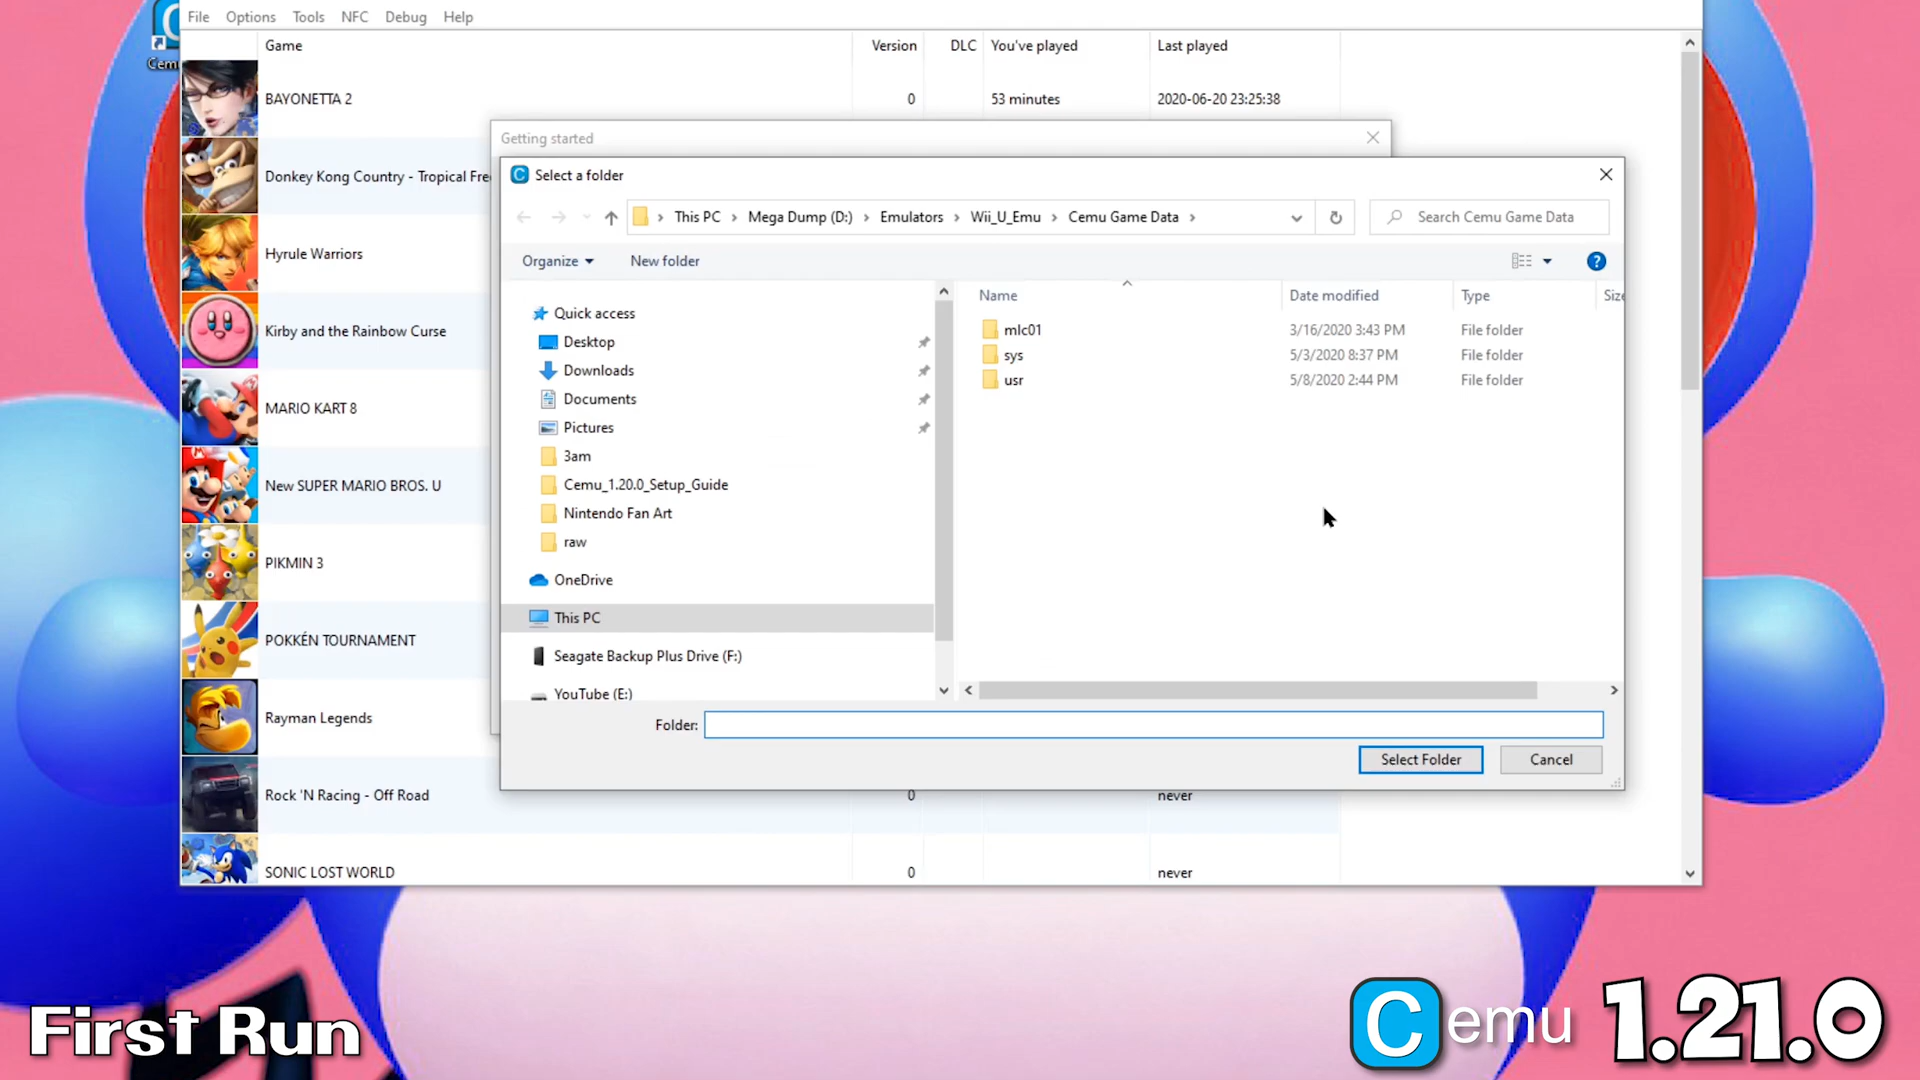 Cemu
File Options Tools NFC Debug Help
Game Version DLC You've played Last played
BAYONETTA 2 0 53 minutes 2020-06-20 23:25:38
Donkey Kong Country - Tropical Fre
Hyrule Warriors
Kirby and the Rainbow Curse
MARIO KART 8
New SUPER MARIO BROS. U
PIKMIN 3
POKKÉN TOURNAMENT
Rayman Legends
Rock 'N Racing - Off Road 0 never
SONIC LOST WORLD 0 never
Getting started
Select a folder
This PC > Mega Dump (D:) > Emulators > Wii_U_Emu > Cemu Game Data >
Search Cemu Game Data
Organize New folder
Quick access
Desktop
Downloads
Documents
Pictures
3am
Cemu_1.20.0_Setup_Guide
Nintendo Fan Art
raw
OneDrive
This PC
Seagate Backup Plus Drive (F:)
YouTube (E:)
Name Date modified Type Size
mlc01 3/16/2020 3:43 PM File folder
sys 5/3/2020 8:37 PM File folder
usr 5/8/2020 2:44 PM File folder
Folder:
Select Folder Cancel
First Run
Cemu 1.21.0